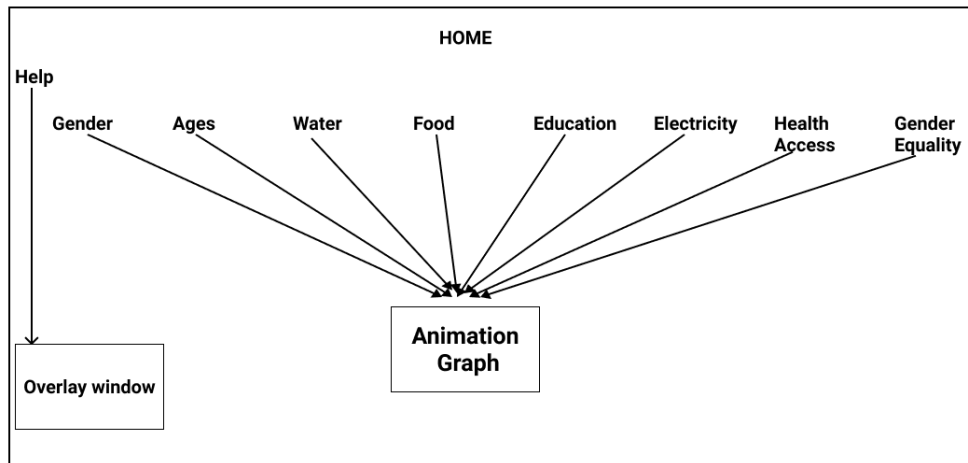 HOME
Help
Gender
Ages
Water
Food
Education
Electricity
Health
Access
Gender
Equality
Animation
Graph
Overlay window